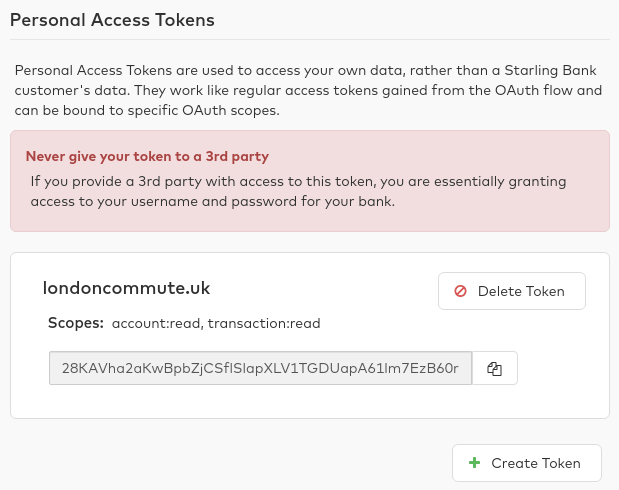 Personal Access Tokens
Personal Access Tokens are used to access your own data, rather than a Starling Bank
customer's data. They work like regular access tokens gained from the OAuth flow and
can be bound to specific OAuth scopes.
Never give your token to a 3rd party
If you provide a 3rd party with access to this token, you are essentially granting
access to your username and password for your bank.
londoncommute.uk
Delete Token
Scopes: account:read, transaction:read
Create Token